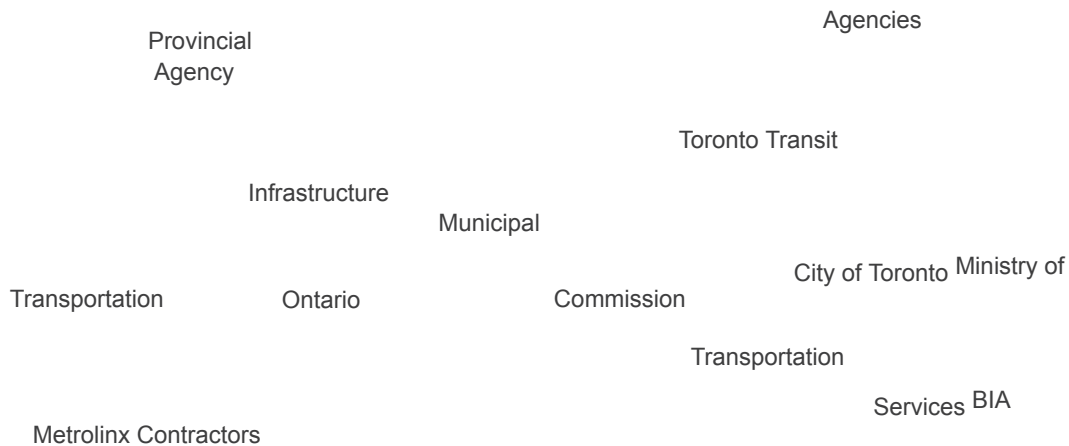 Agencies
Provincial
Agency
Toronto Transit
Infrastructure
Municipal
City of Toronto Ministry of
Transportation Ontario Commission
Transportation
Services BIA
Metrolinx Contractors